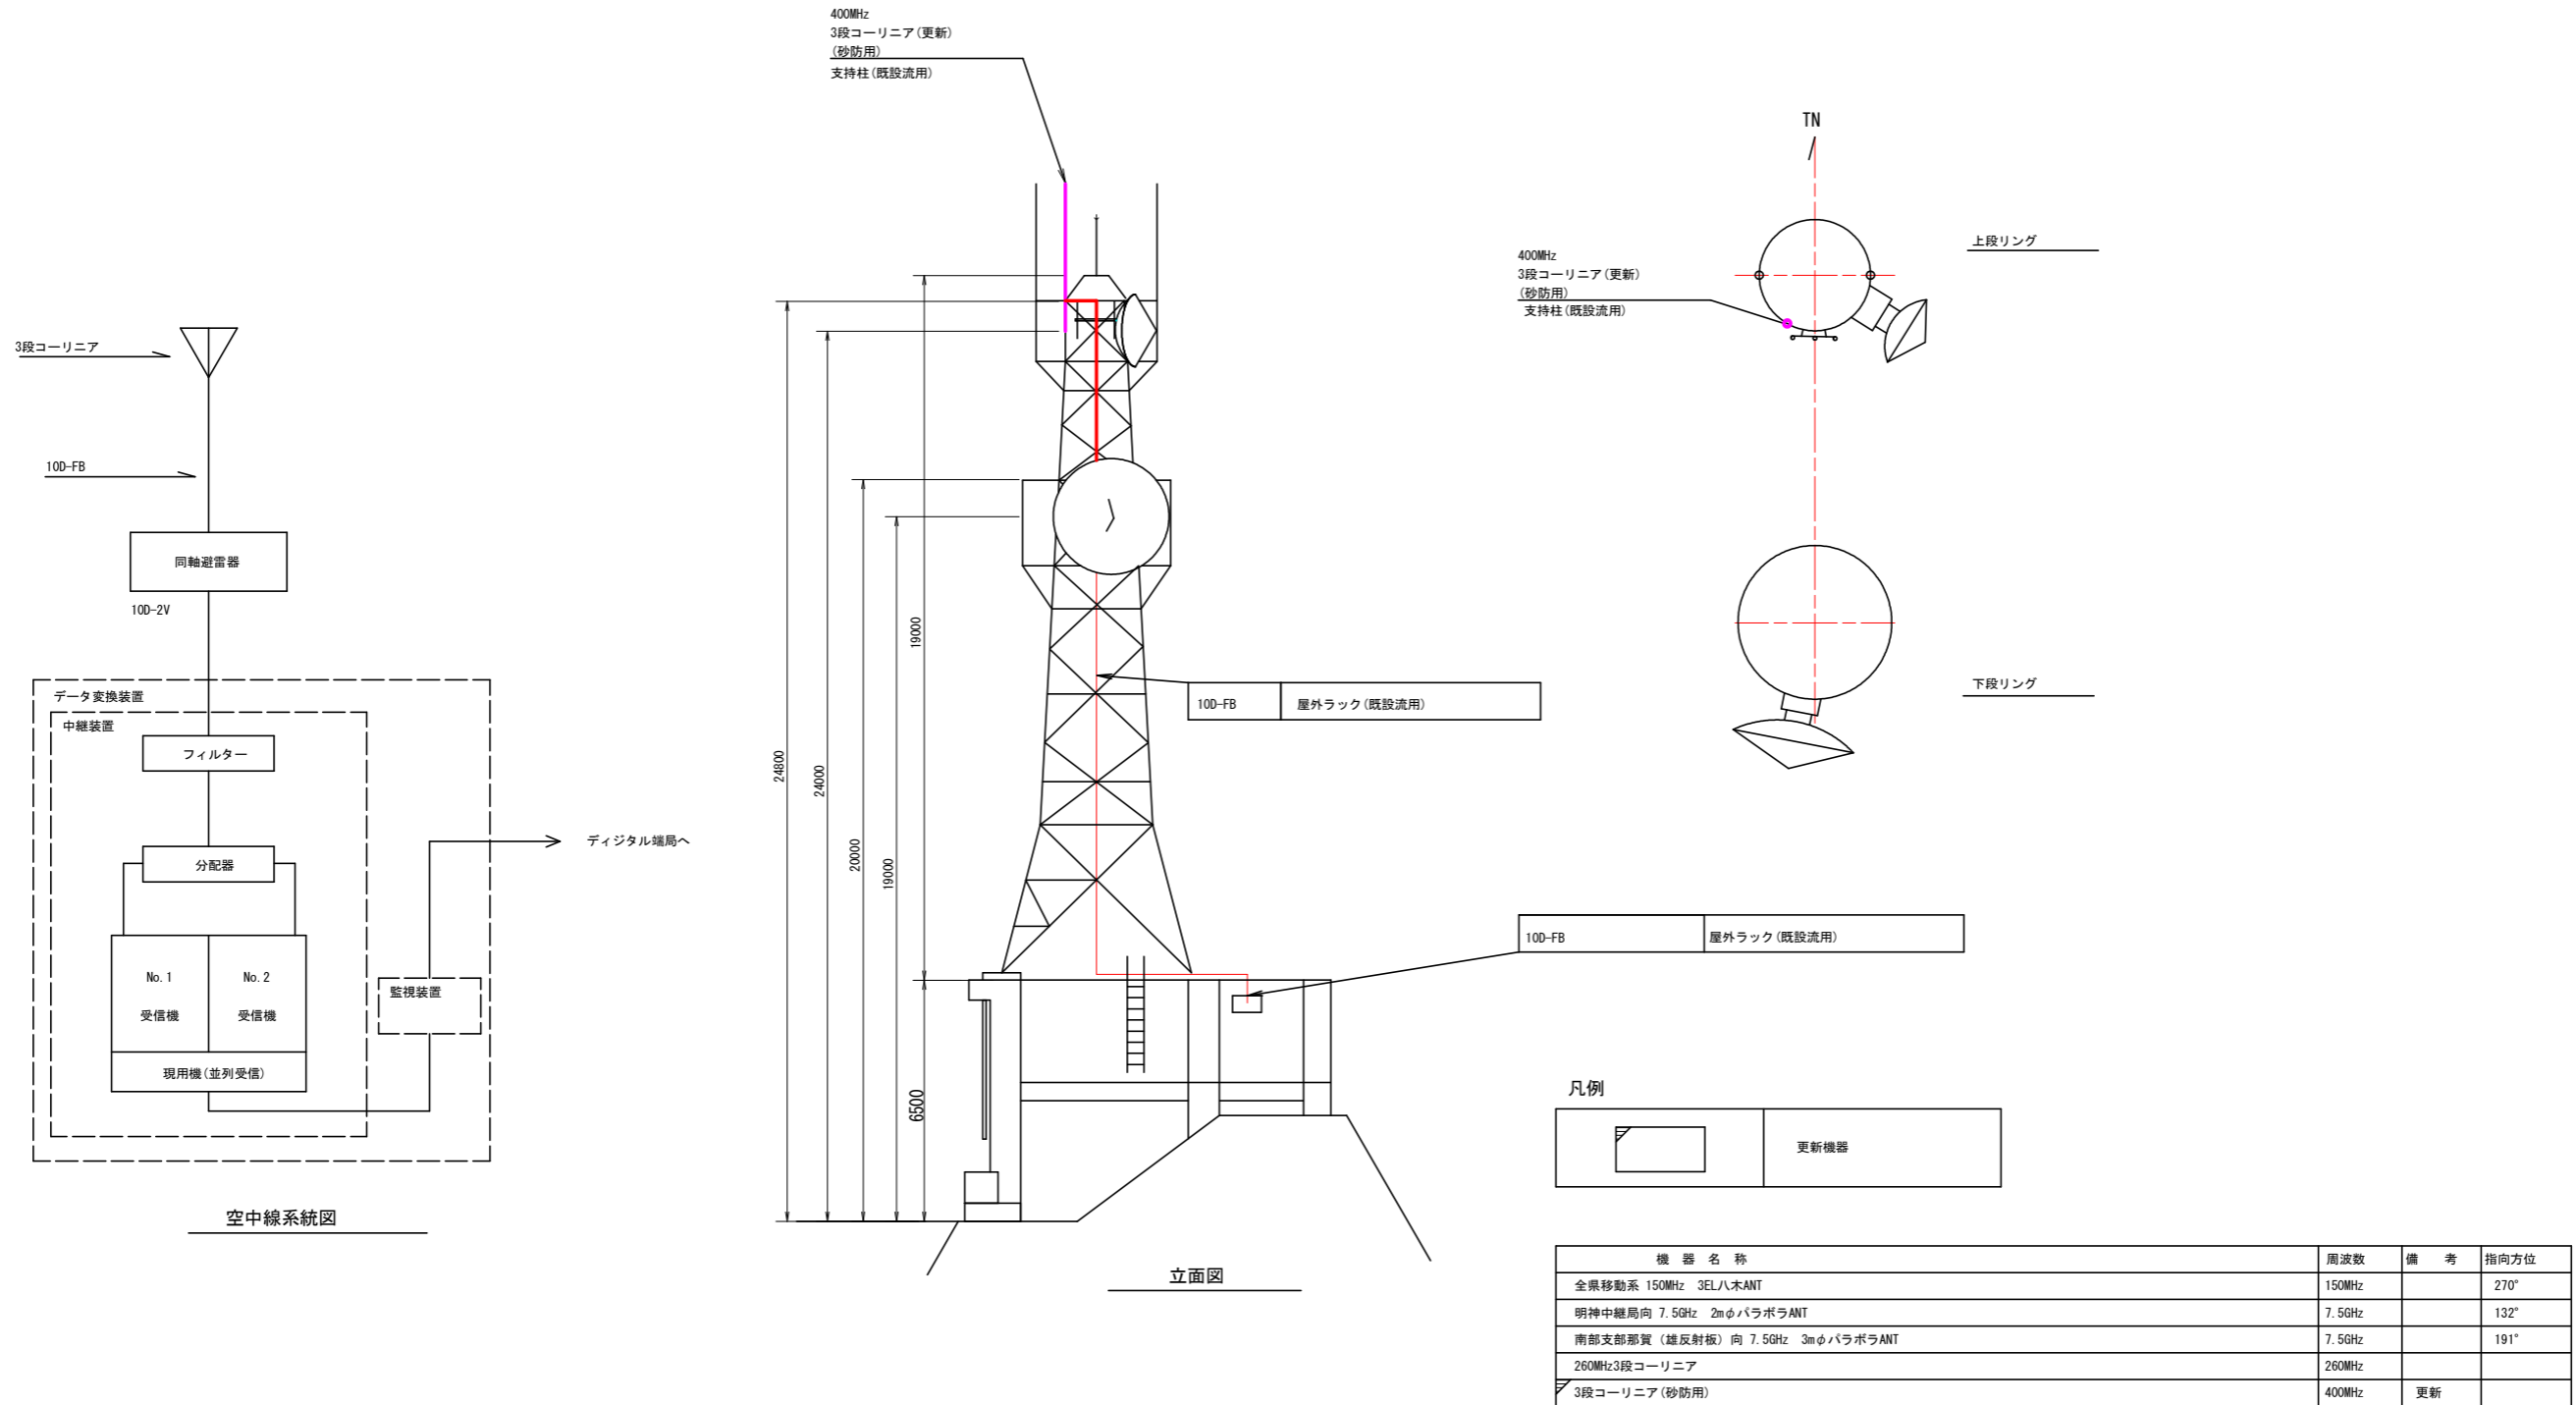 400MHz
3段コーリニア(更新)
(砂防用)
支持柱(既設流用)
3段コーリニア
10D-FB
同軸避雷器
10D-2V
データ変換装置
中継装置
フィルター
分配器
No.1
受信機
No.2
受信機
現用機(並列受信)
監視装置
ディジタル端局へ
空中線系統図
24800
24000
20000
19000
19000
6500
10D-FB
屋外ラック(既設流用)
10D-FB
屋外ラック(既設流用)
立面図
TN
400MHz
3段コーリニア(更新)
(砂防用)
支持柱(既設流用)
上段リング
下段リング
凡例
更新機器
機 器 名 称 周波数 備 考 指向方位
全県移動系 150MHz 3EL八木ANT 150MHz 270°
明神中継局向 7.5GHz 2mφパラボラANT 7.5GHz 132°
南部支部那賀(雄反射板)向 7.5GHz 3mφパラボラANT 7.5GHz 191°
260MHz3段コーリニア 260MHz
3段コーリニア(砂防用) 400MHz 更新